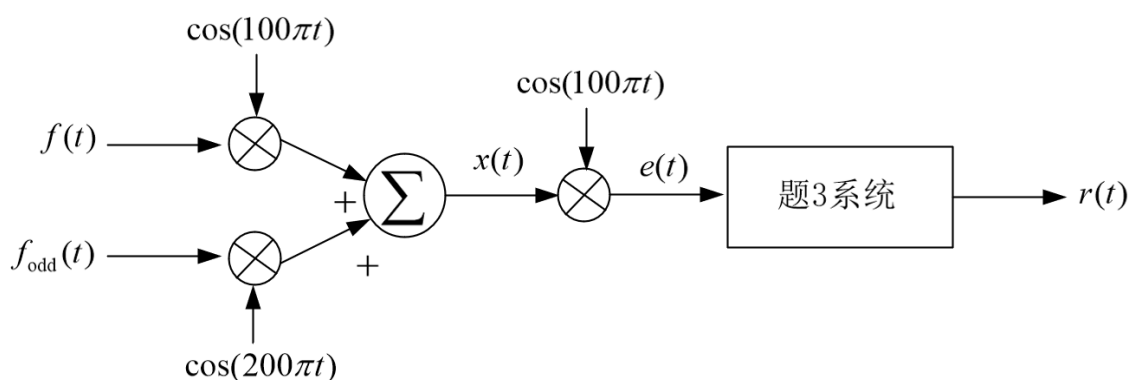 cos(100πt)
cos(100πt)
f(t)
x(t)
e(t)
∑
题3系统
r(t)
+
f_odd(t)
+
cos(200πt)